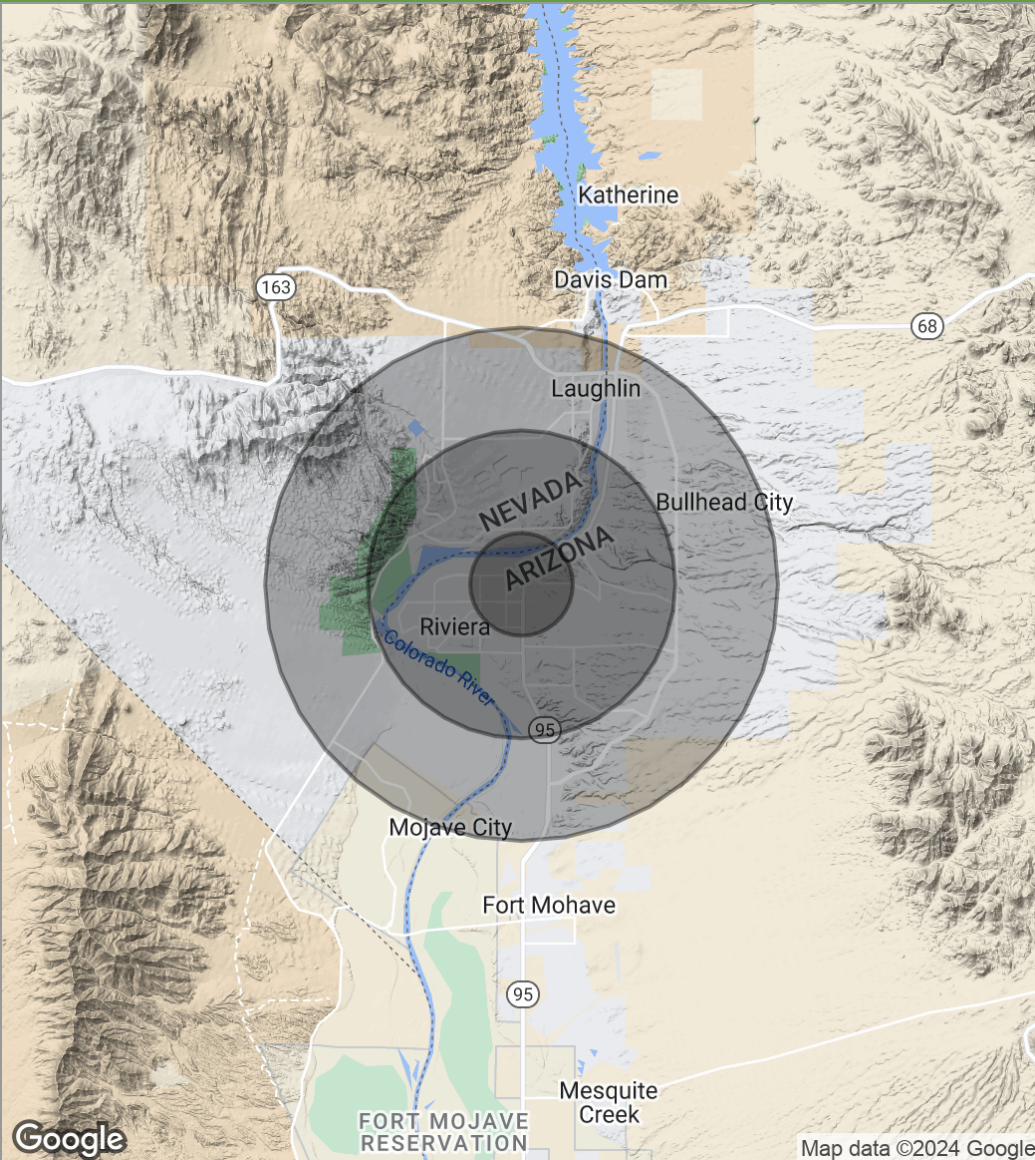 Katherine
Davis Dam
163
68
Laughlin
NEVADA
Bullhead City
ARIZONA
Riviera
Colorado River
95
Mojave City
Fort Mohave
95
Mesquite
Creek
FORT MOJAVE
RESERVATION
Google
Map data ©2024 Google